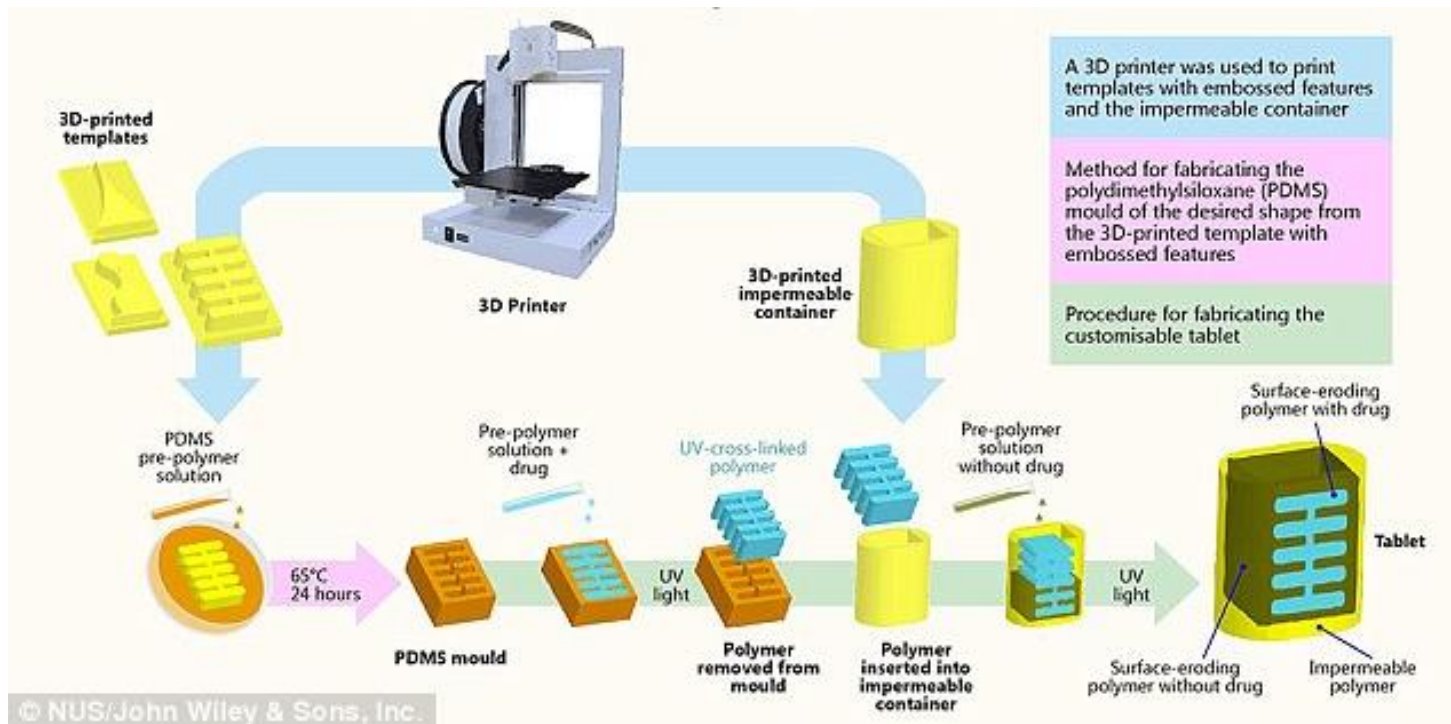 3D-printed
templates
3D Printer
3D-printed
impermeable
container
A 3D printer was used to print
templates with embossed features
and the impermeable container
Method for fabricating the
polydimethylsiloxane (PDMS)
mould of the desired shape from
the 3D-printed template with
embossed features
Procedure for fabricating the
customisable tablet
PDMS
pre-polymer
solution
65°C
24 hours
PDMS mould
Pre-polymer
solution +
drug
UV
light
UV-cross-linked
polymer
Polymer
removed from
mould
Polymer
inserted into
impermeable
container
Pre-polymer
solution
without drug
UV
light
Surface-eroding
polymer with drug
Tablet
Surface-eroding
polymer without drug
Impermeable
polymer
© NUS/John Wiley & Sons, Inc.